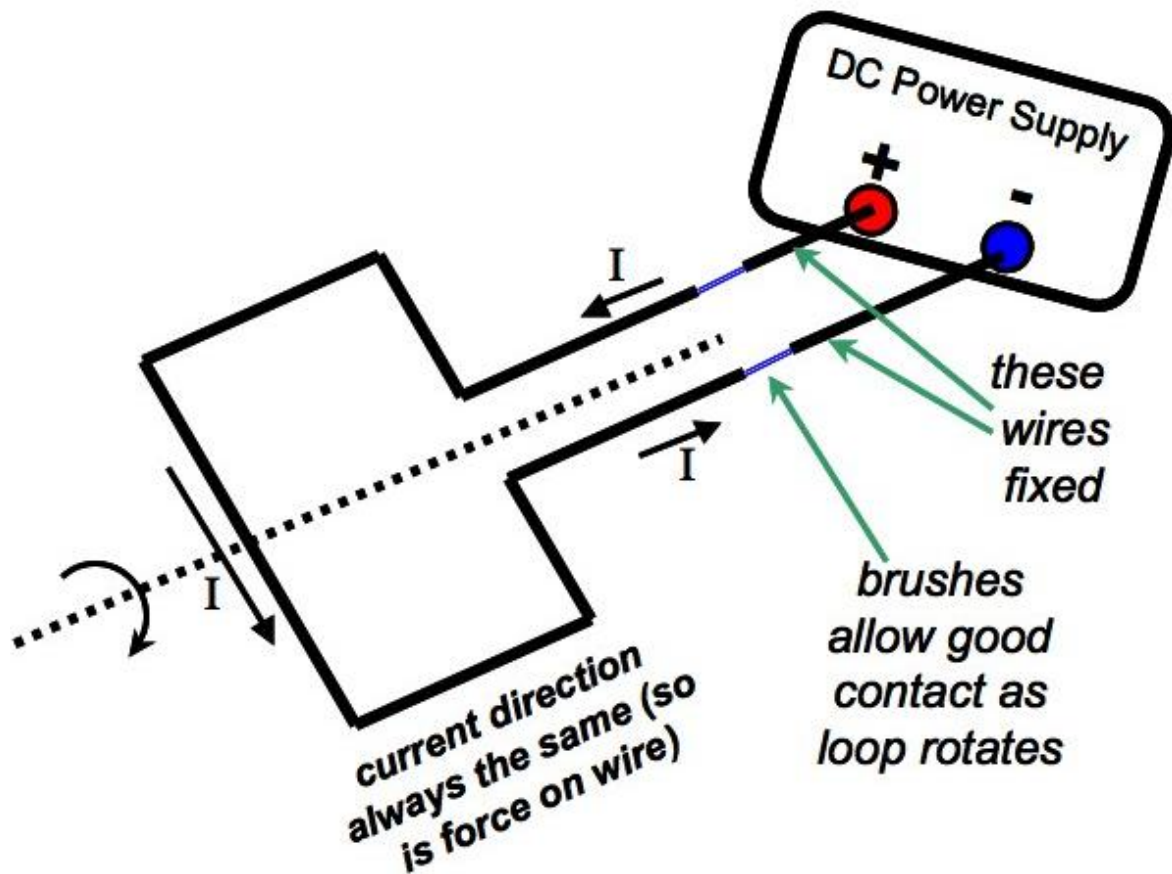 DC Power Supply
+
-
I
I
I
these
wires
fixed
brushes
allow good
contact as
loop rotates
current direction
always the same (so
is force on wire)